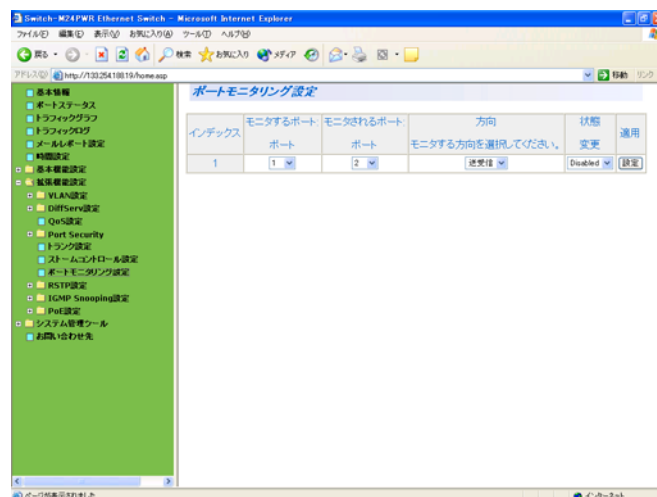 Switch-M24PWR Ethernet Switch - Microsoft Internet Explorer
ファイル(F) 編集(E) 表示(V) お気に入り(A) ツール(T) ヘルプ(H)
戻る 検索 お気に入り メディア
アドレス(D) http://133.254.188.19/home.asp 移動 リンク
基本情報
ポートステータス
トラフィックグラフ
トラフィックログ
メールレポート設定
時間設定
基本機能設定
拡張機能設定
VLAN設定
DiffServ設定
QoS設定
Port Security
トランク設定
ストームコントロール設定
ポートモニタリング設定
RSTP設定
IGMP Snooping設定
PoE設定
システム管理ツール
お問い合わせ先
ポートモニタリング設定
インデックス モニタするポート: モニタされるポート: 方向 状態 適用
ポート ポート モニタする方向を選択してください。 変更
1 1 2 送受信 Disabled 設定
ページが表示されました
インターネット